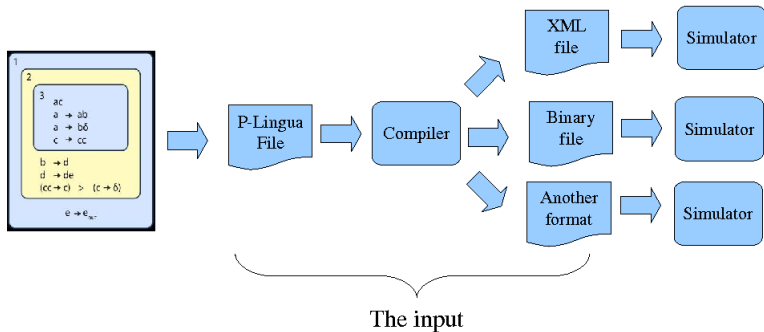 1
2
3
ac
a → ab
a → bδ
c → cc
b → d
d → de
(cc → c) > (c → δ)
P-Lingua
File
Compiler
XML
file
Simulator
Binary
file
Simulator
Another
format
Simulator
The input